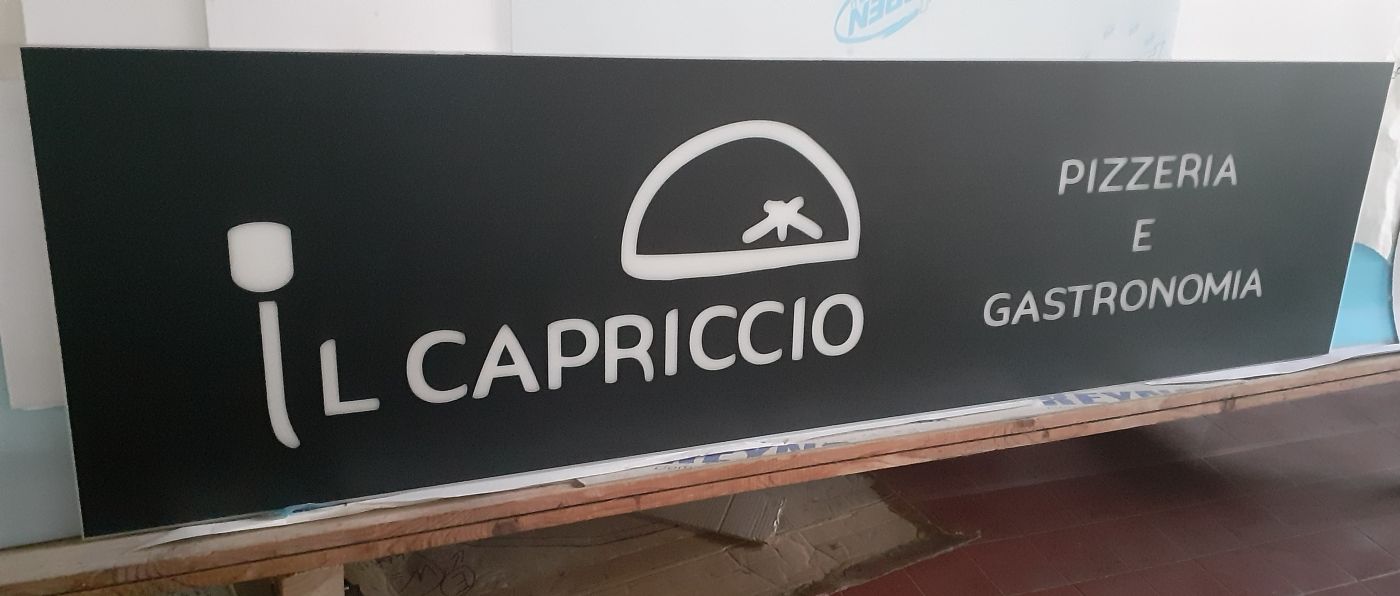 IL CAPRICCIO
PIZZERIA
E
GASTRONOMIA